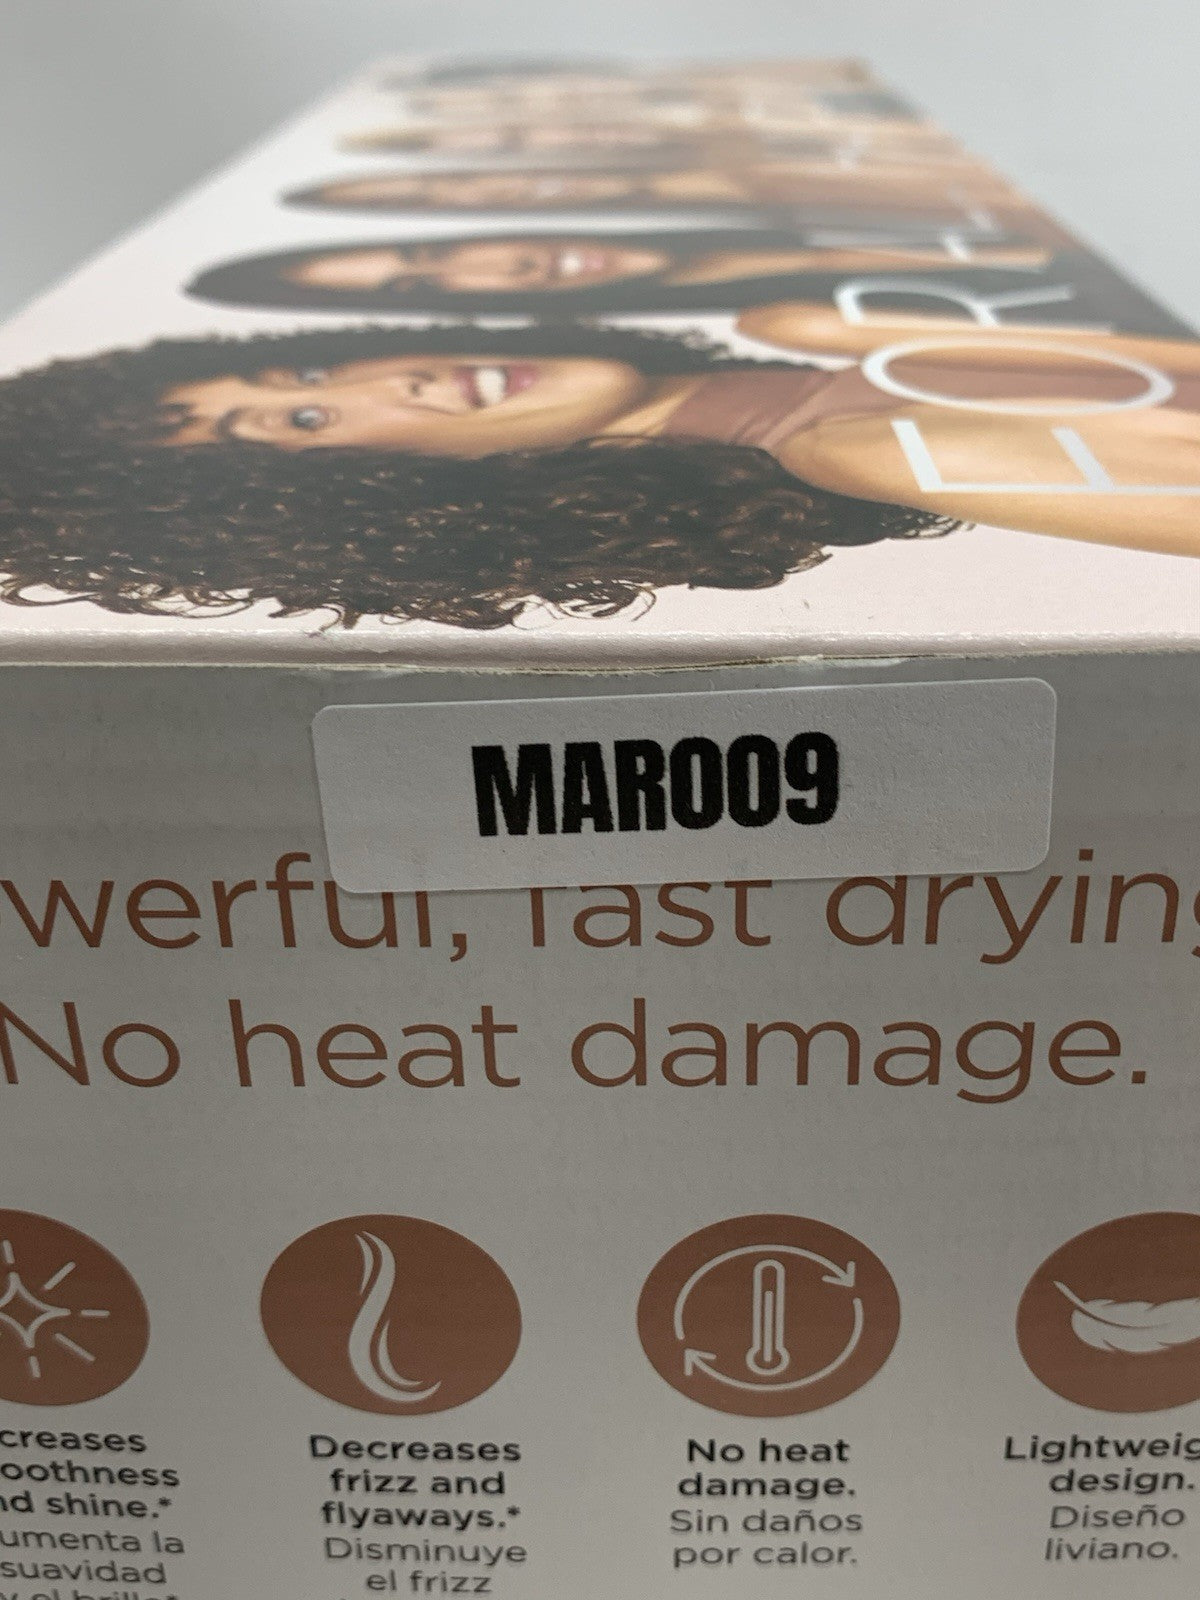 FOR
MAR009
werful, fast drying
No heat damage.
creases
oothness
nd shine.*
umenta la
suavidad
Decreases
frizz and
flyaways.*
Disminuye
el frizz
No heat
damage.
Sin daños
por calor.
Lightweig
design.
Diseño
liviano.